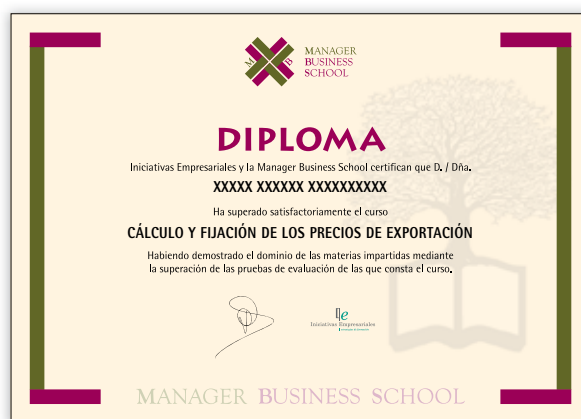 M B
MANAGER
BUSINESS
SCHOOL
DIPLOMA
Iniciativas Empresariales y la Manager Business School certifican que D. / Dña.
XXXXX XXXXXX XXXXXXXXXX
Ha superado satisfactoriamente el curso
CÁLCULO Y FIJACIÓN DE LOS PRECIOS DE EXPORTACIÓN
Habiendo demostrado el dominio de las materias impartidas mediante
la superación de las pruebas de evaluación de las que consta el curso.
Iniciativas Empresariales
MANAGER BUSINESS SCHOOL